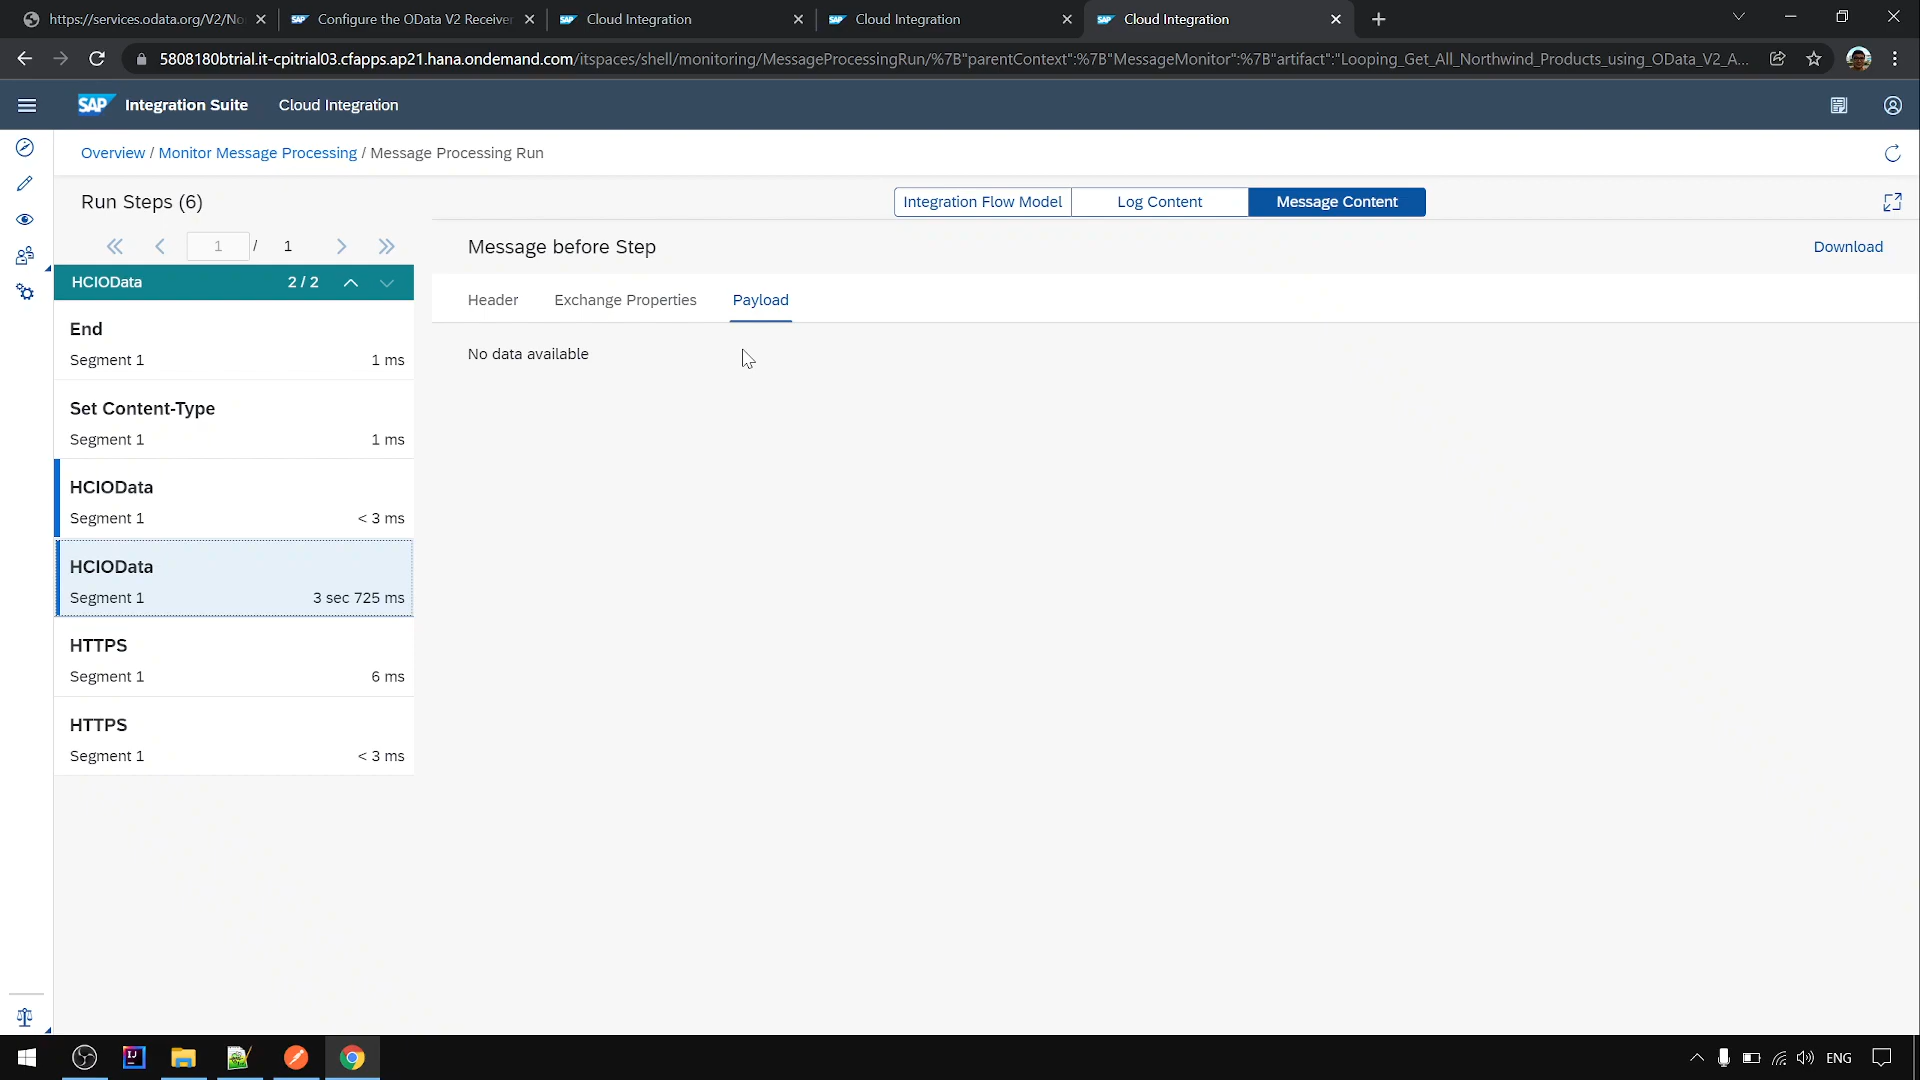 https://services.odata.org/V2/No
Configure the OData V2 Receiver
Cloud Integration
Cloud Integration
Cloud Integration
5808180btrial.it-cpitrial03.cfapps.ap21.hana.ondemand.com/itspaces/shell/monitoring/MessageProcessingRun/%7B"parentContext":%7B"MessageMonitor":%7B"artifact":"Looping_Get_All_Northwind_Products_using_OData_V2_A...
SAP Integration Suite Cloud Integration
Overview / Monitor Message Processing / Message Processing Run
Run Steps (6)
Integration Flow Model
Log Content
Message Content
1 / 1
Message before Step
Download
HCIOData 2 / 2
Header
Exchange Properties
Payload
No data available
End
Segment 1 1 ms
Set Content-Type
Segment 1 1 ms
HCIOData
Segment 1 < 3 ms
HCIOData
Segment 1 3 sec 725 ms
HTTPS
Segment 1 6 ms
HTTPS
Segment 1 < 3 ms
ENG